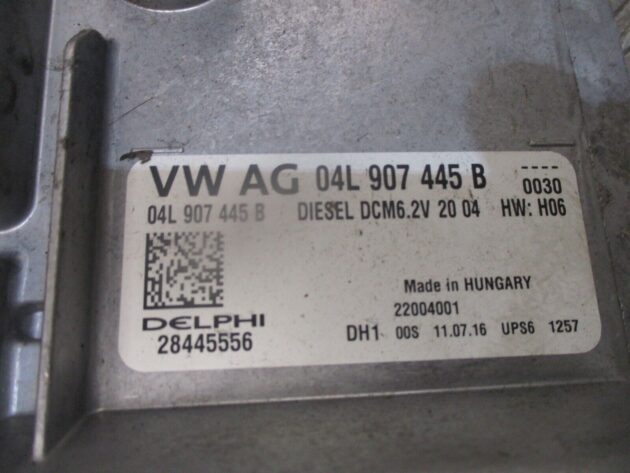 VW AG 04L 907 445 B ----
0030
04L 907 445 B DIESEL DCM6.2V 20 04 HW: H06
Made in HUNGARY
22004001
DELPHI
DH1 00S 11.07.16 UPS6 1257
28445556